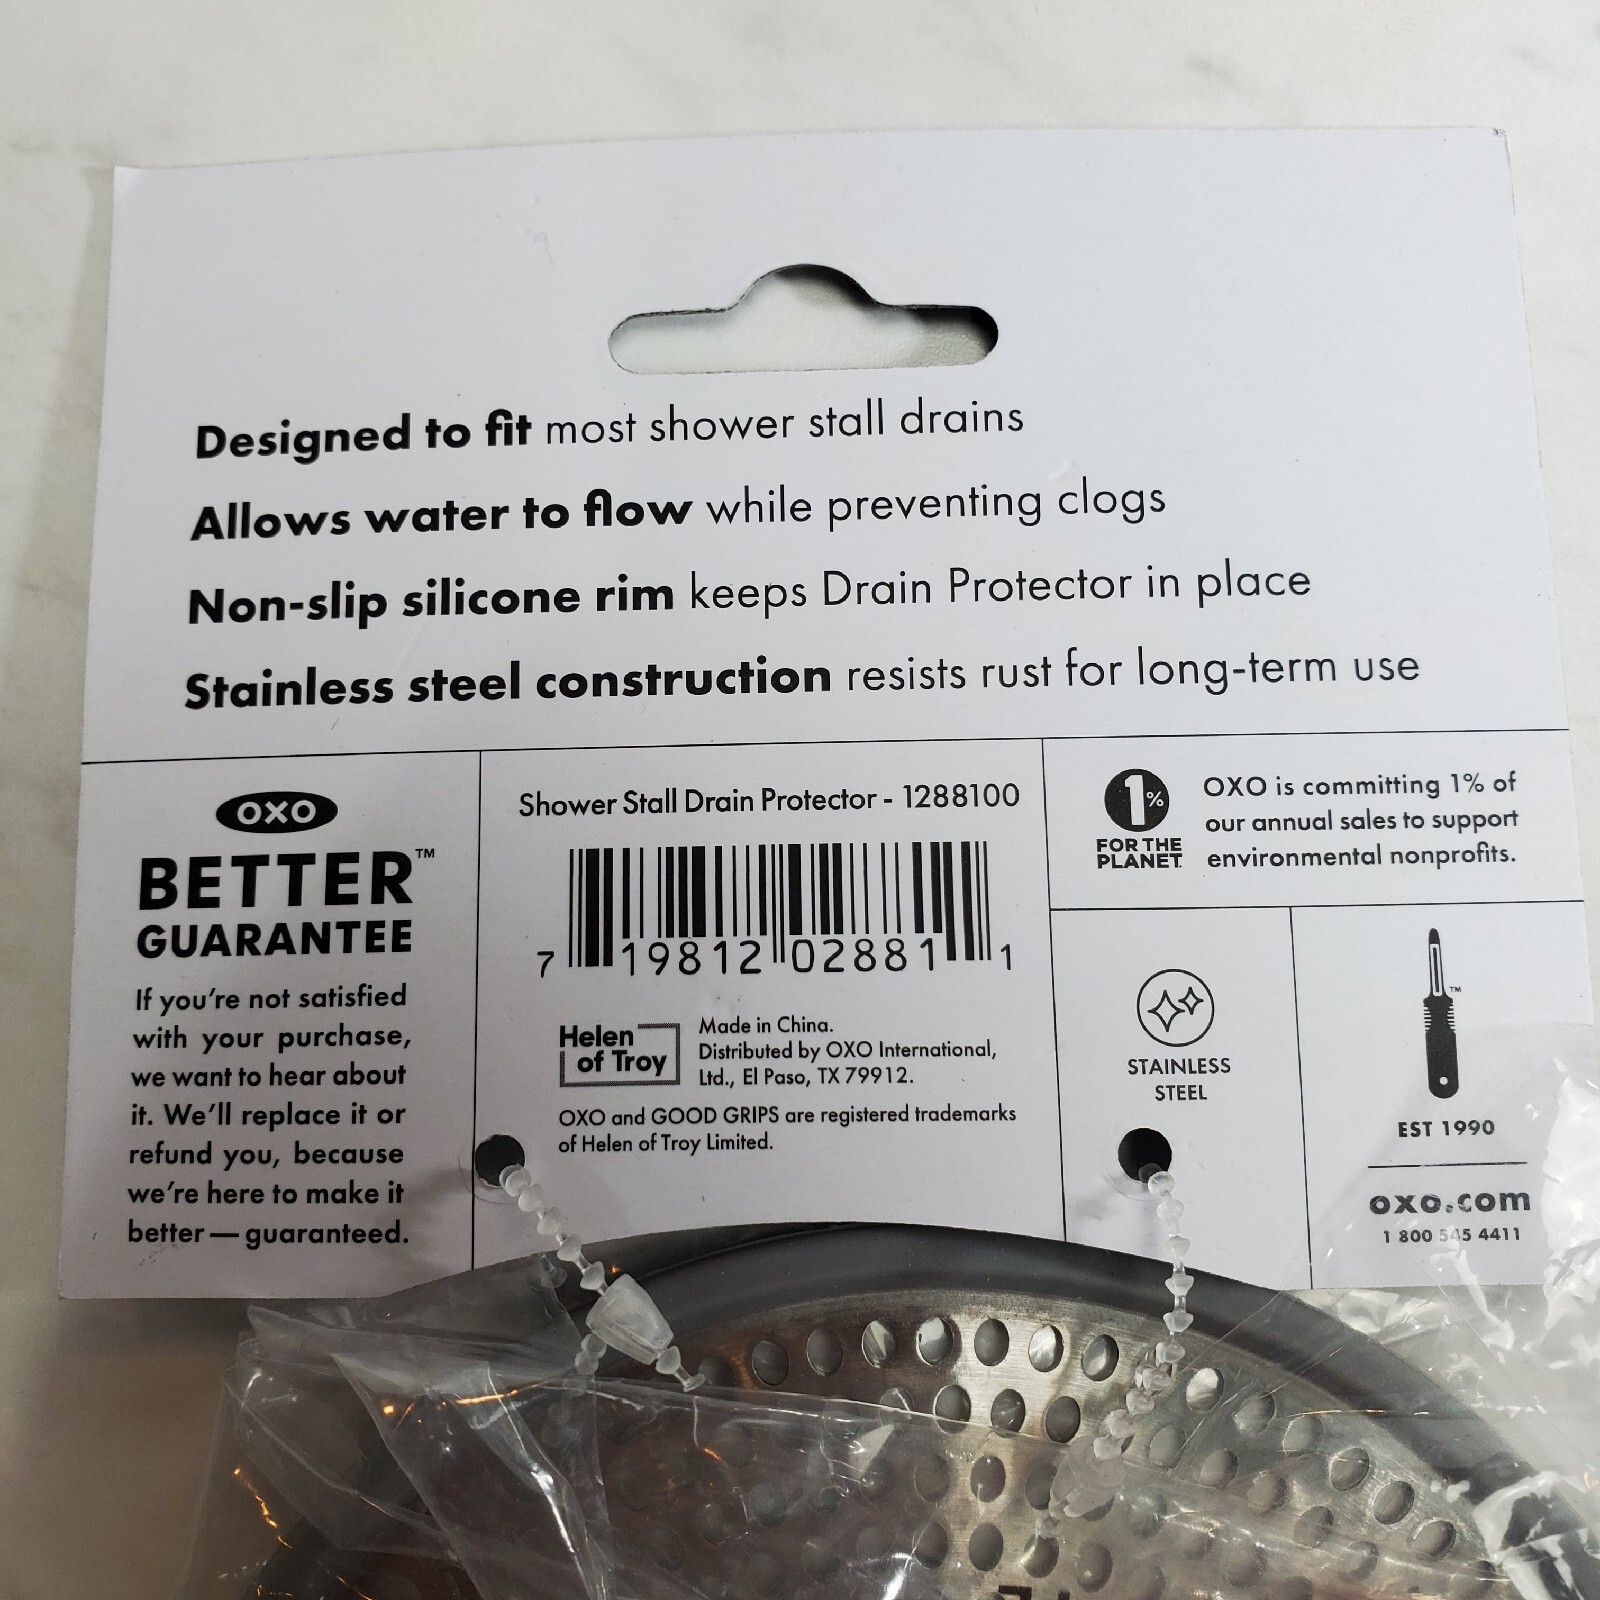 Designed to fit most shower stall drains
Allows water to flow while preventing clogs
Non-slip silicone rim keeps Drain Protector in place
Stainless steel construction resists rust for long-term use
OXO
BETTER™
GUARANTEE
If you're not satisfied
with your purchase,
we want to hear about
it. We'll replace it or
refund you, because
we're here to make it
better — guaranteed.
Shower Stall Drain Protector - 1288100
7 19812 02881 1
Helen
of Troy
Made in China.
Distributed by OXO International,
Ltd., El Paso, TX 79912.
OXO and GOOD GRIPS are registered trademarks
of Helen of Troy Limited.
1%
FOR THE
PLANET
OXO is committing 1% of
our annual sales to support
environmental nonprofits.
STAINLESS
STEEL
™
EST 1990
oxo.com
1 800 545 4411